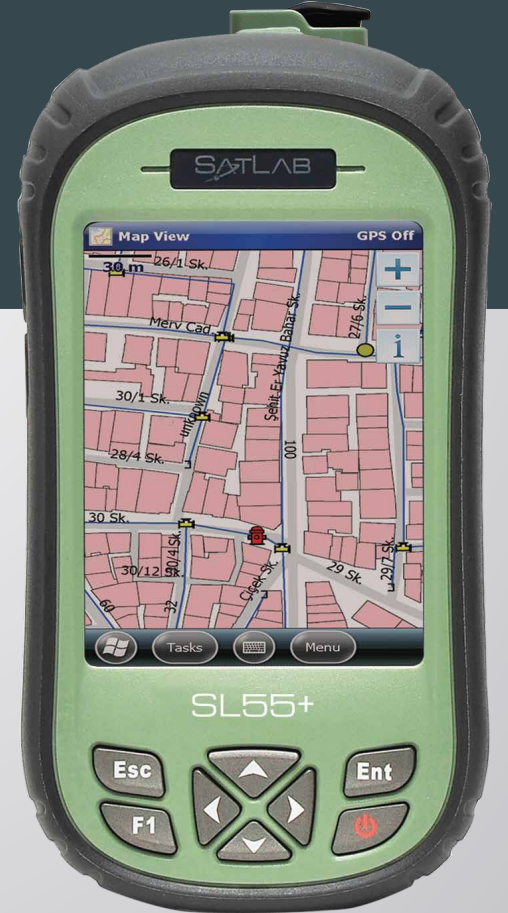 SATLAB
Map View GPS Off
30 m
26/1 Sk.
27/6 Sk.
Merv Cad.
Şehit Er Yavuz Bahar Sk.
30/1 Sk.
unknown
100
28/4 Sk.
30 Sk.
30/4 Sk.
30/12 Sk.
Çiçek Sk.
29 Sk.
29/7 Sk.
60
32
Tasks Menu
SL55+
Esc Ent
F1